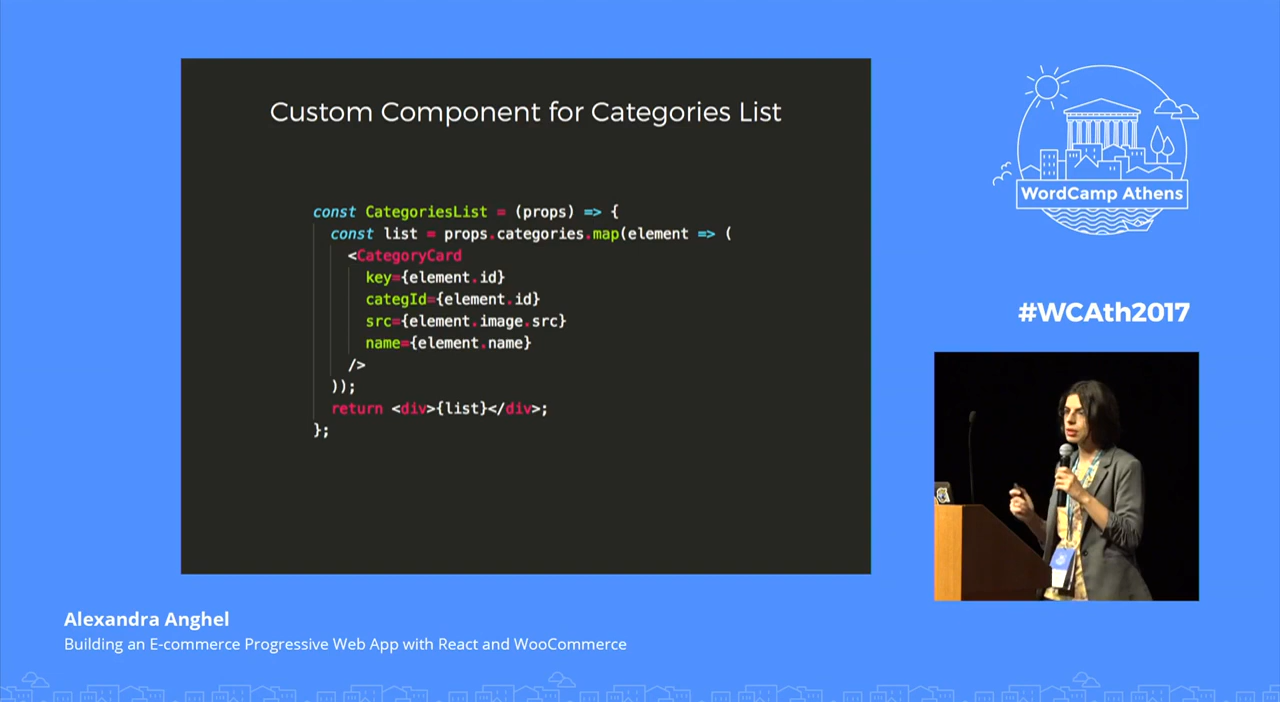 Custom Component for Categories List
const CategoriesList = (props) => {
const list = props.categories.map(element => (
<CategoryCard
key={element.id}
categId={element.id}
src={element.image.src}
name={element.name}
/>
));
return <div>{list}</div>;
};
WordCamp Athens
#WCAth2017
Alexandra Anghel
Building an E-commerce Progressive Web App with React and WooCommerce